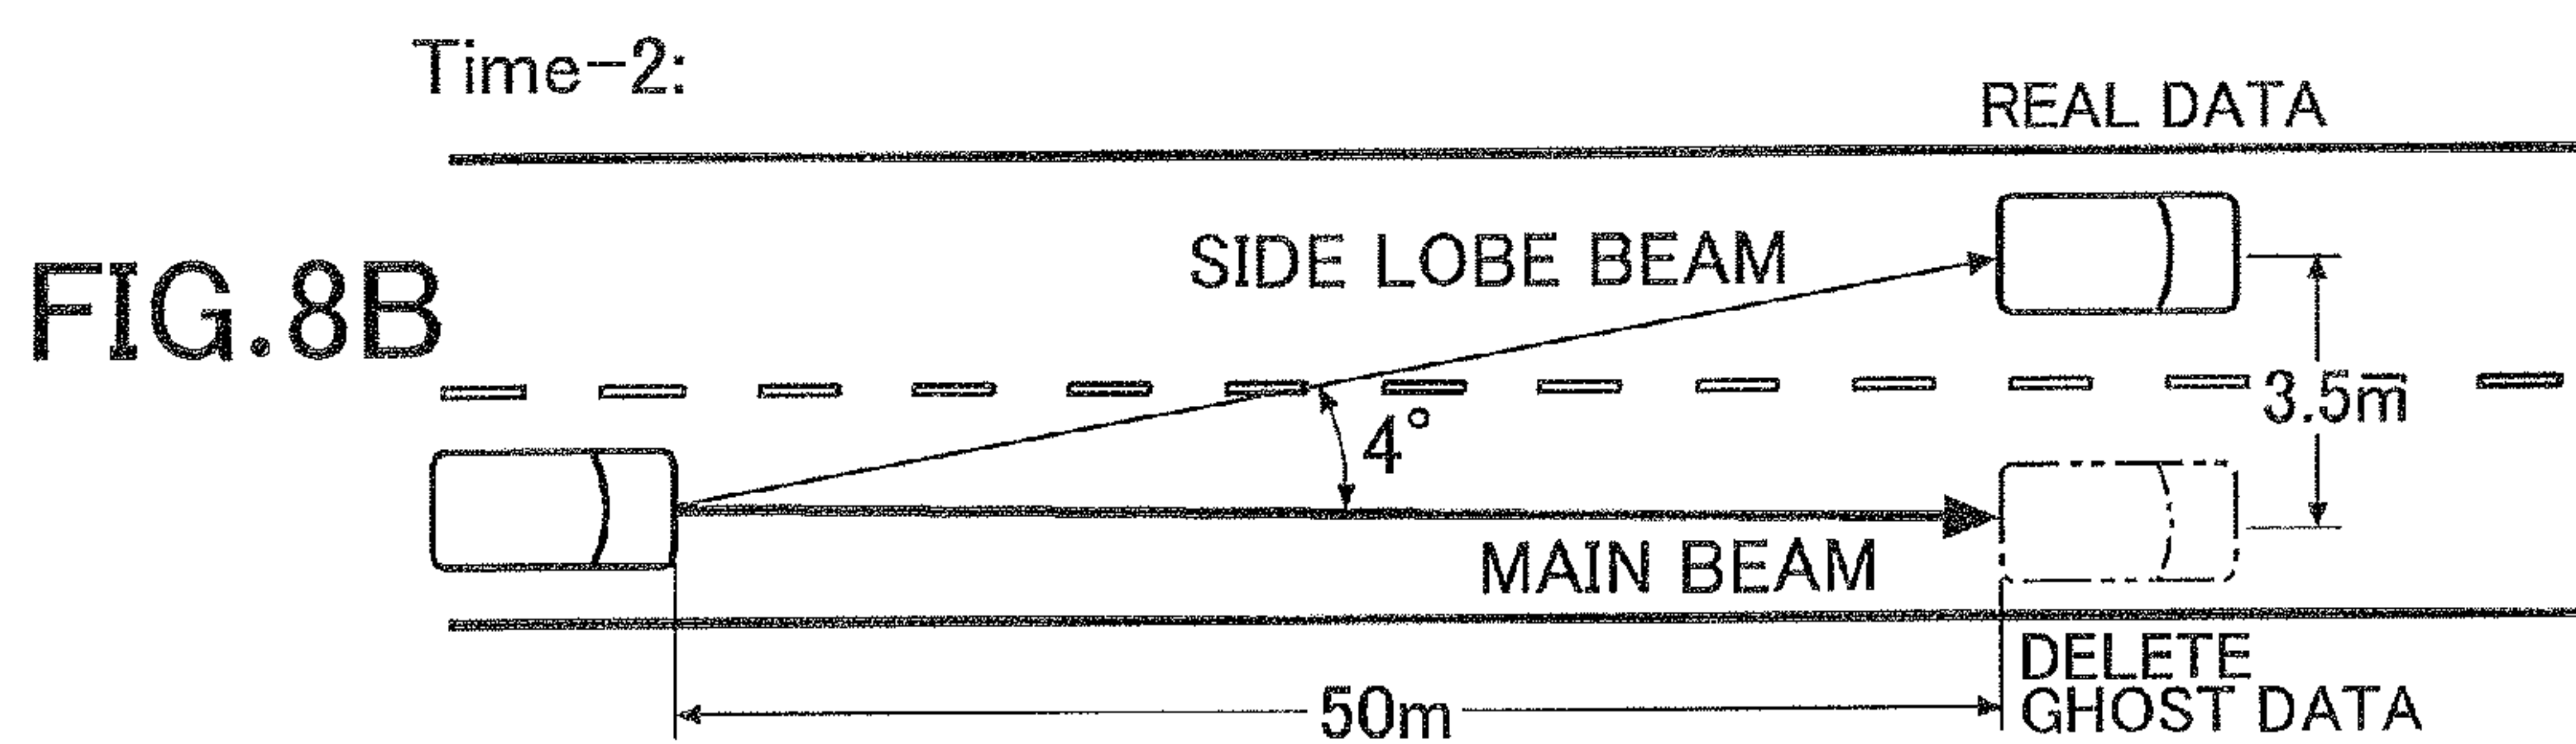 Time-2:
REAL DATA
SIDE LOBE BEAM
FIG.8B
3.5m
4°
MAIN BEAM
DELETE
GHOST DATA
50m